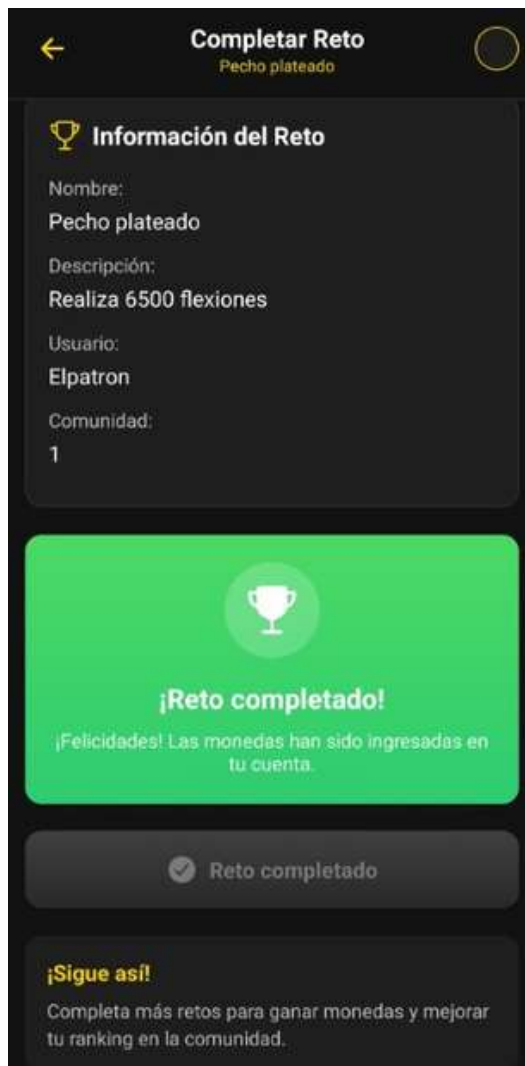 Completar Reto
Pecho plateado
Información del Reto
Nombre:
Pecho plateado
Descripción:
Realiza 6500 flexiones
Usuario:
Elpatron
Comunidad:
1
¡Reto completado!
¡Felicidades! Las monedas han sido ingresadas en
tu cuenta.
Reto completado
¡Sigue así!
Completa más retos para ganar monedas y mejorar
tu ranking en la comunidad.